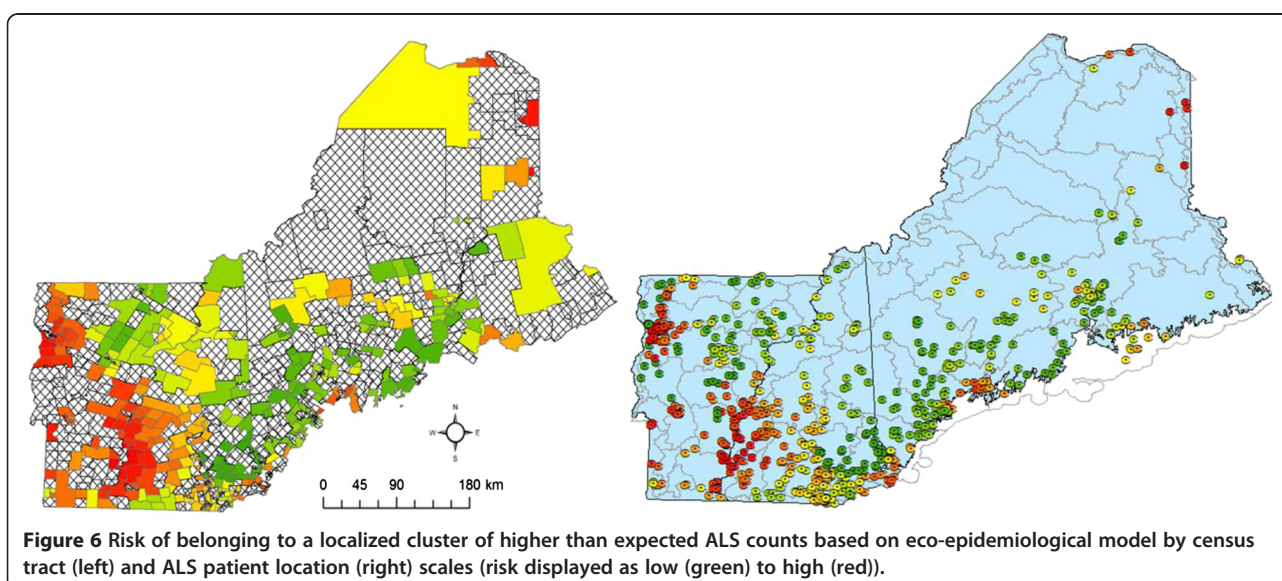 N
W E
S
0 45 90 180 km
Figure 6 Risk of belonging to a localized cluster of higher than expected ALS counts based on eco-epidemiological model by census
tract (left) and ALS patient location (right) scales (risk displayed as low (green) to high (red)).